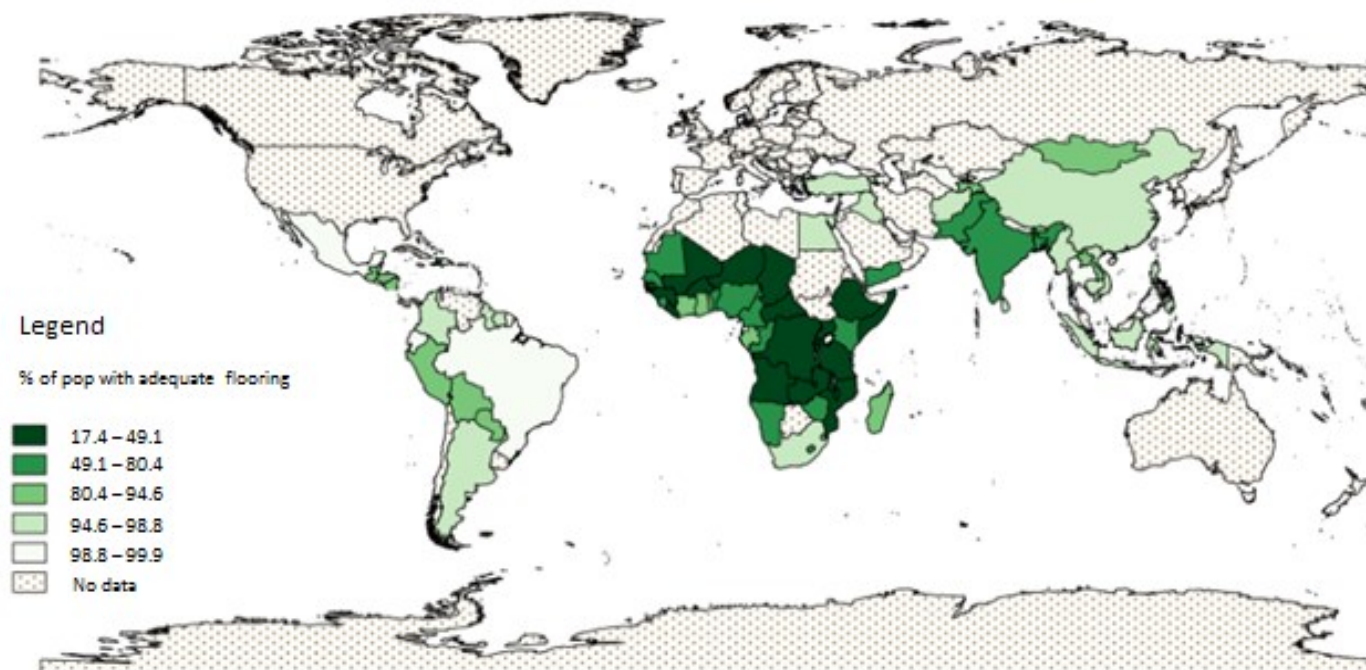 Legend
% of pop with adequate flooring
17.4 – 49.1
49.1 – 80.4
80.4 – 94.6
94.6 – 98.8
98.8 – 99.9
No data